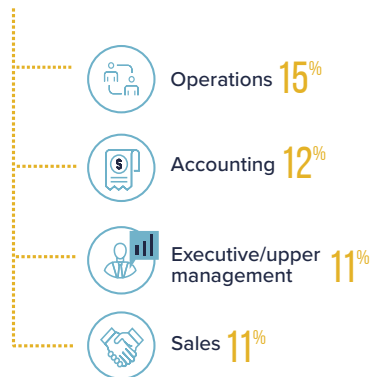 Operations 15%
$
Accounting 12%
Executive/upper
management 11%
Sales 11%